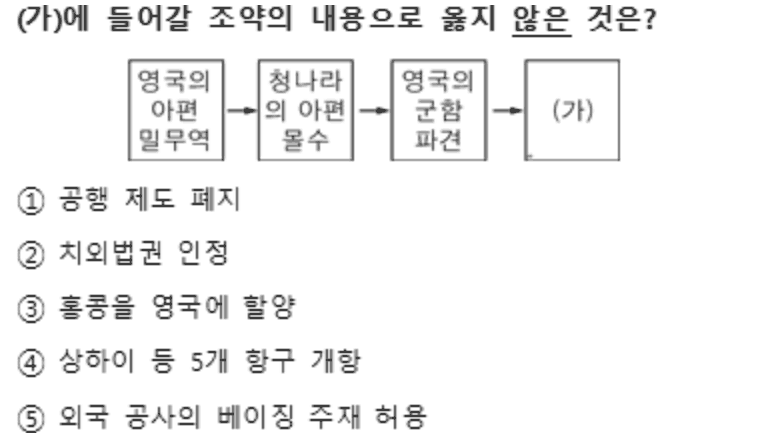 (가)에 들어갈 조약의 내용으로 옳지 않은 것은?
영국의
아편
밀무역
청나라
의 아편
몰수
영국의
군함
파견
(가)
① 공행 제도 폐지
② 치외법권 인정
③ 홍콩을 영국에 할양
④ 상하이 등 5개 항구 개항
⑤ 외국 공사의 베이징 주재 허용